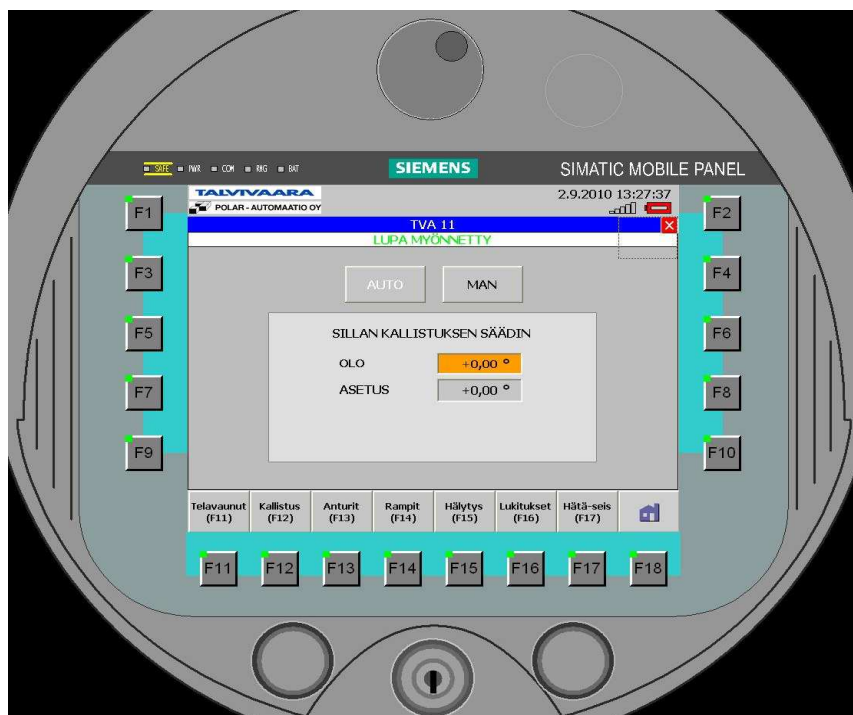 SAFE PWR COM RNG BAT
SIEMENS
SIMATIC MOBILE PANEL
TALVIVAARA
POLAR - AUTOMAATIO OY
2.9.2010 13:27:37
TVA 11
X
LUPA MYÖNNETTY
AUTO MAN
SILLAN KALLISTUKSEN SÄÄDIN
OLO +0,00 °
ASETUS +0,00 °
F1 F2
F3 F4
F5 F6
F7 F8
F9 F10
Telavaunut Kallistus Anturit Rampit Hälytys Lukitukset Hätä-seis
(F11) (F12) (F13) (F14) (F15) (F16) (F17)
F11 F12 F13 F14 F15 F16 F17 F18